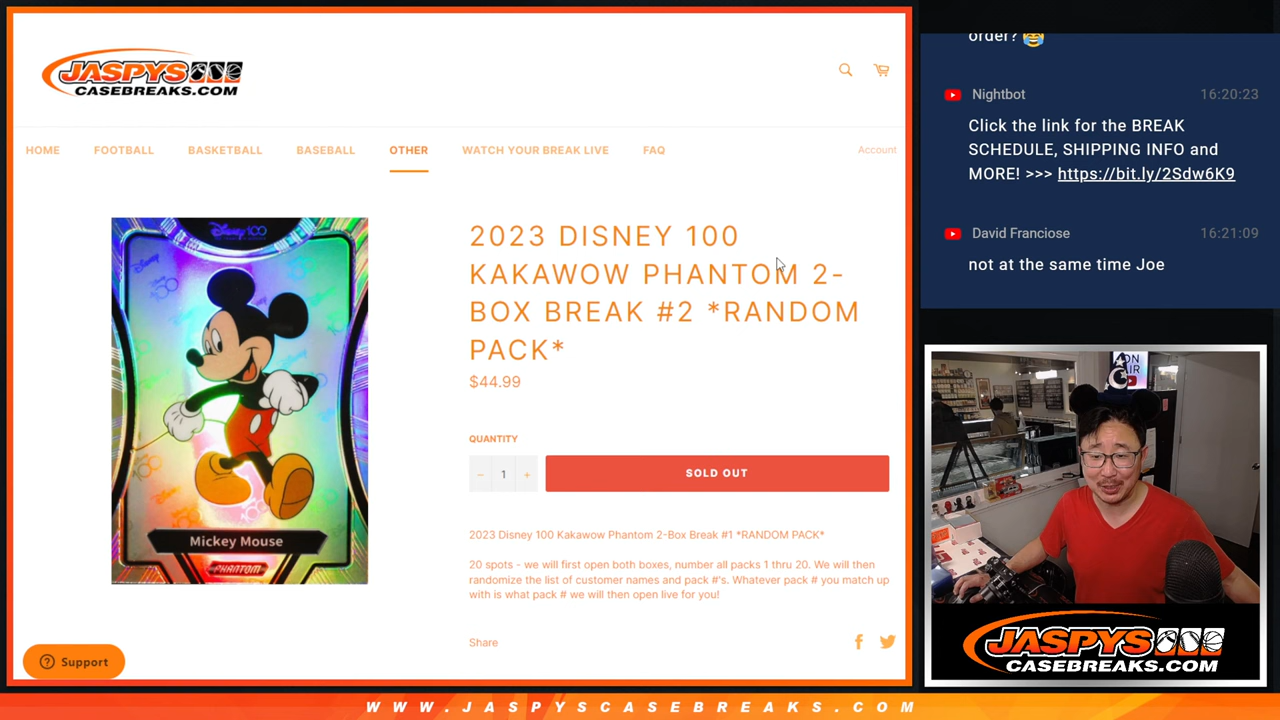 JASPYS
CASEBREAKS.COM
HOME FOOTBALL BASKETBALL BASEBALL OTHER WATCH YOUR BREAK LIVE FAQ Account
Disney 100
Disney
Mickey Mouse
PHANTOM
2023 DISNEY 100
KAKAWOW PHANTOM 2-
BOX BREAK #2 *RANDOM
PACK*
$44.99
QUANTITY
− 1 + SOLD OUT
2023 Disney 100 Kakawow Phantom 2-Box Break #1 *RANDOM PACK*
20 spots - we will first open both boxes, number all packs 1 thru 20. We will then
randomize the list of customer names and pack #'s. Whatever pack # you match up
with is what pack # we will then open live for you!
Share
Support
order? 😂
Nightbot 16:20:23
Click the link for the BREAK
SCHEDULE, SHIPPING INFO and
MORE! >>> https://bit.ly/2Sdw6K9
David Franciose 16:21:09
not at the same time Joe
ON
AIR
JASPYS
CASEBREAKS.COM
WWW.JASPYSCASEBREAKS.COM